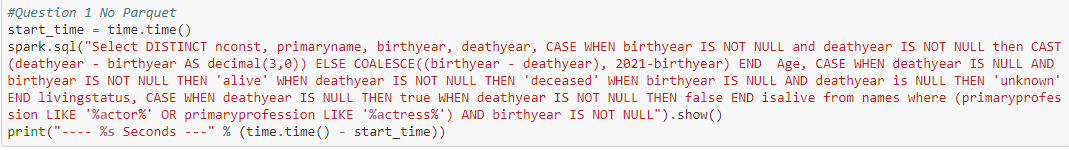 #Question 1 No Parquet
start_time = time.time()
spark.sql("Select DISTINCT nconst, primaryname, birthyear, deathyear, CASE WHEN birthyear IS NOT NULL and deathyear IS NOT NULL then CAST
(deathyear - birthyear AS decimal(3,0)) ELSE COALESCE((birthyear - deathyear), 2021-birthyear) END  Age, CASE WHEN deathyear IS NULL AND
birthyear IS NOT NULL THEN 'alive' WHEN deathyear IS NOT NULL THEN 'deceased' WHEN birthyear IS NULL AND deathyear is NULL THEN 'unknown'
END livingstatus, CASE WHEN deathyear IS NULL THEN true WHEN deathyear IS NOT NULL THEN false END isalive from names where (primaryprofes
sion LIKE '%actor%' OR primaryprofession LIKE '%actress%') AND birthyear IS NOT NULL").show()
print("---- %s Seconds ---" % (time.time() - start_time))